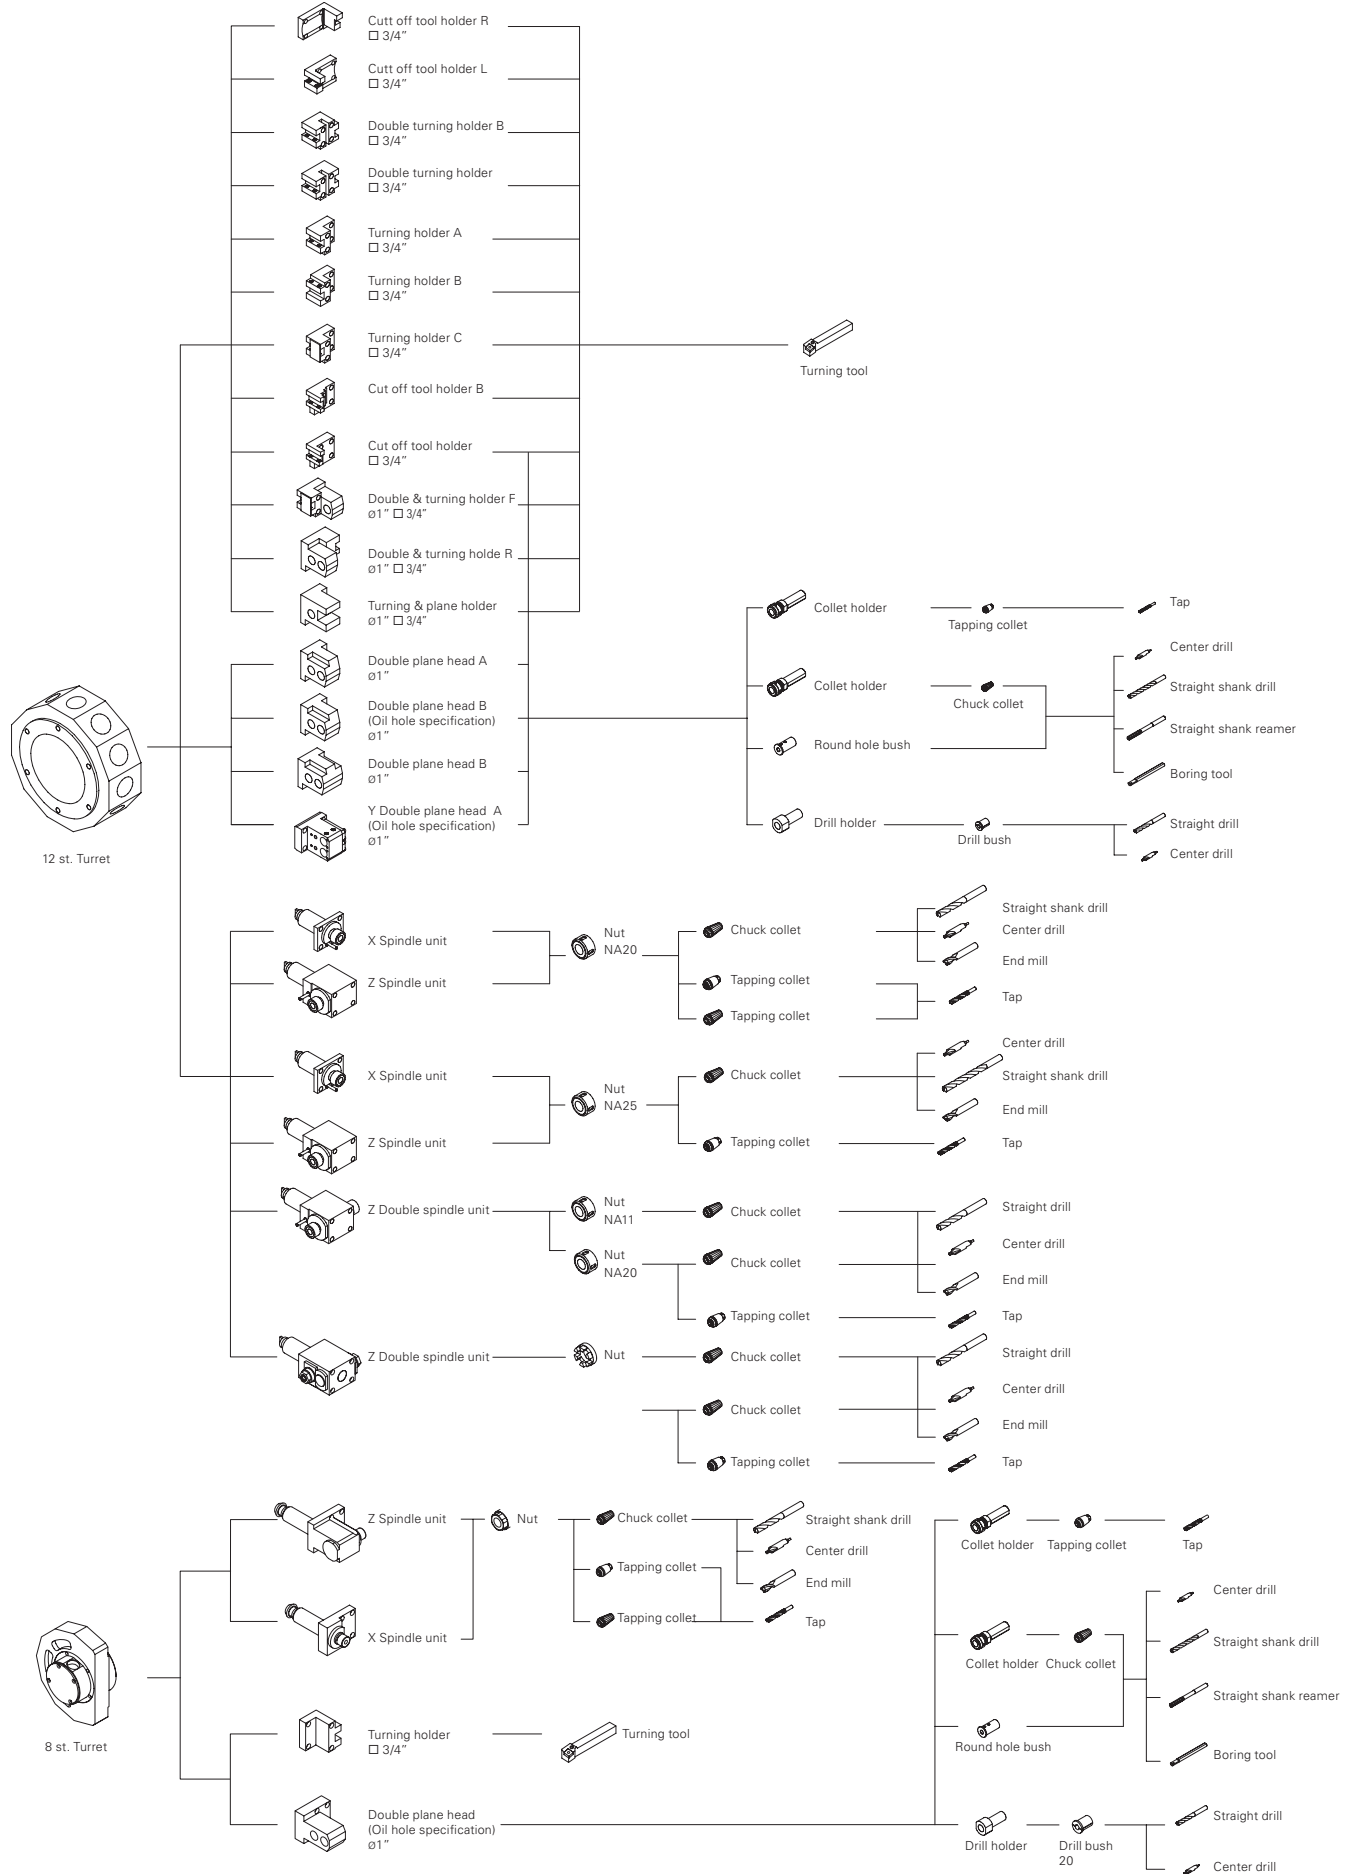 Cutt off tool holder R
□ 3/4"
Cutt off tool holder L
□ 3/4"
Double turning holder B
□ 3/4"
Double turning holder
□ 3/4"
Turning holder A
□ 3/4"
Turning holder B
□ 3/4"
Turning holder C
□ 3/4"
Turning tool
Cut off tool holder B
Cut off tool holder
□ 3/4"
Double & turning holder F
ø1" □ 3/4"
Double & turning holde R
ø1" □ 3/4"
Turning & plane holder
ø1" □ 3/4"
Double plane head A
ø1"
Double plane head B
(Oil hole specification)
ø1"
Double plane head B
ø1"
Y Double plane head A
(Oil hole specification)
ø1"
12 st. Turret
Collet holder
Tapping collet
Tap
Collet holder
Chuck collet
Round hole bush
Center drill
Straight shank drill
Straight shank reamer
Boring tool
Drill holder
Drill bush
Straight drill
Center drill
X Spindle unit
Z Spindle unit
Nut
NA20
Chuck collet
Tapping collet
Tapping collet
Straight shank drill
Center drill
End mill
Tap
X Spindle unit
Z Spindle unit
Nut
NA25
Chuck collet
Tapping collet
Center drill
Straight shank drill
End mill
Tap
Z Double spindle unit
Nut
NA11
Nut
NA20
Chuck collet
Chuck collet
Tapping collet
Straight drill
Center drill
End mill
Tap
Z Double spindle unit
Nut
Chuck collet
Chuck collet
Tapping collet
Straight drill
Center drill
End mill
Tap
8 st. Turret
Z Spindle unit
X Spindle unit
Nut
Chuck collet
Tapping collet
Tapping collet
Straight shank drill
Center drill
End mill
Tap
Turning holder
□ 3/4"
Turning tool
Double plane head
(Oil hole specification)
ø1"
Collet holder
Tapping collet
Tap
Collet holder
Chuck collet
Round hole bush
Center drill
Straight shank drill
Straight shank reamer
Boring tool
Drill holder
Drill bush
20
Straight drill
Center drill